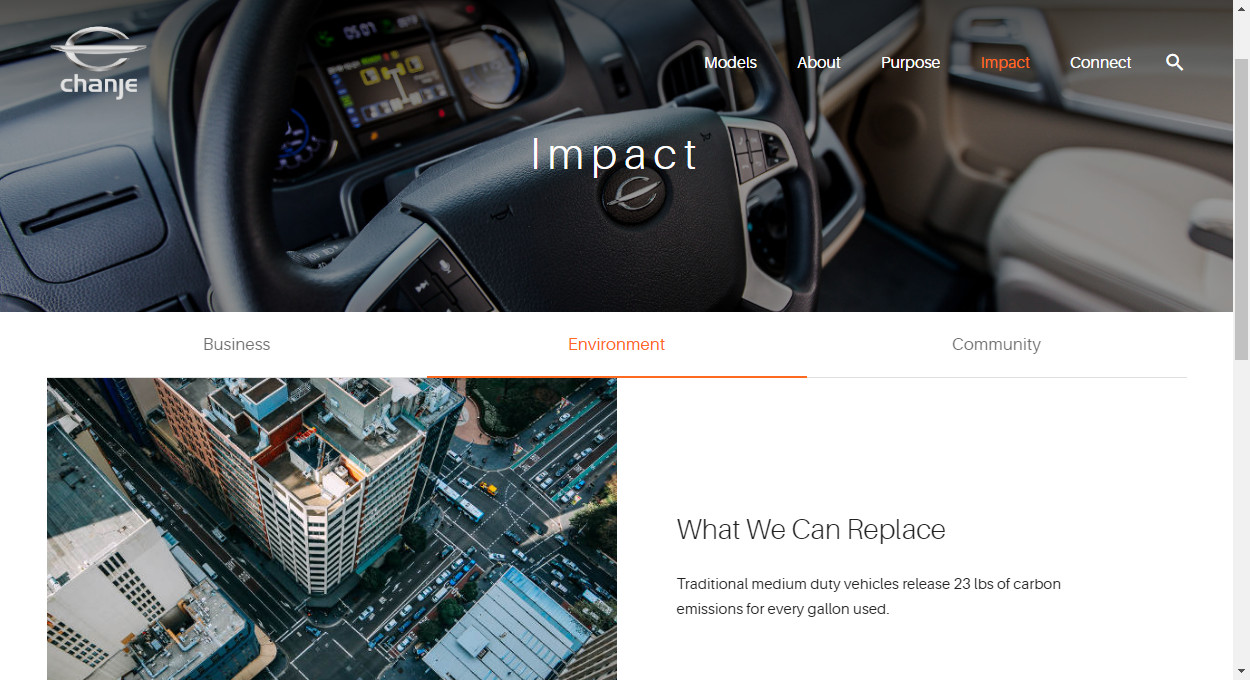 chanje
Models About Purpose Impact Connect
Impact
Business Environment Community
What We Can Replace
Traditional medium duty vehicles release 23 lbs of carbon
emissions for every gallon used.